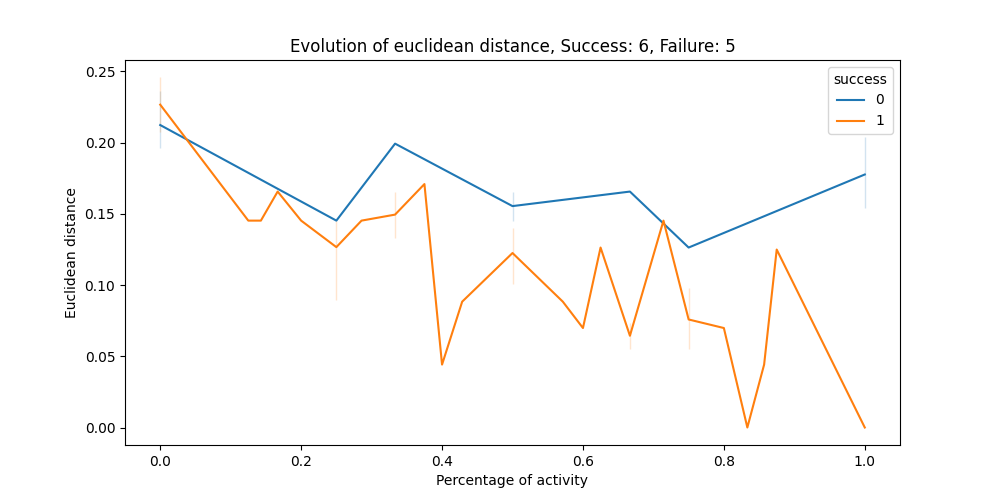 Evolution of euclidean distance, Success: 6, Failure: 5
success
0
1
Euclidean distance
0.25
0.20
0.15
0.10
0.05
0.00
0.0 0.2 0.4 0.6 0.8 1.0
Percentage of activity